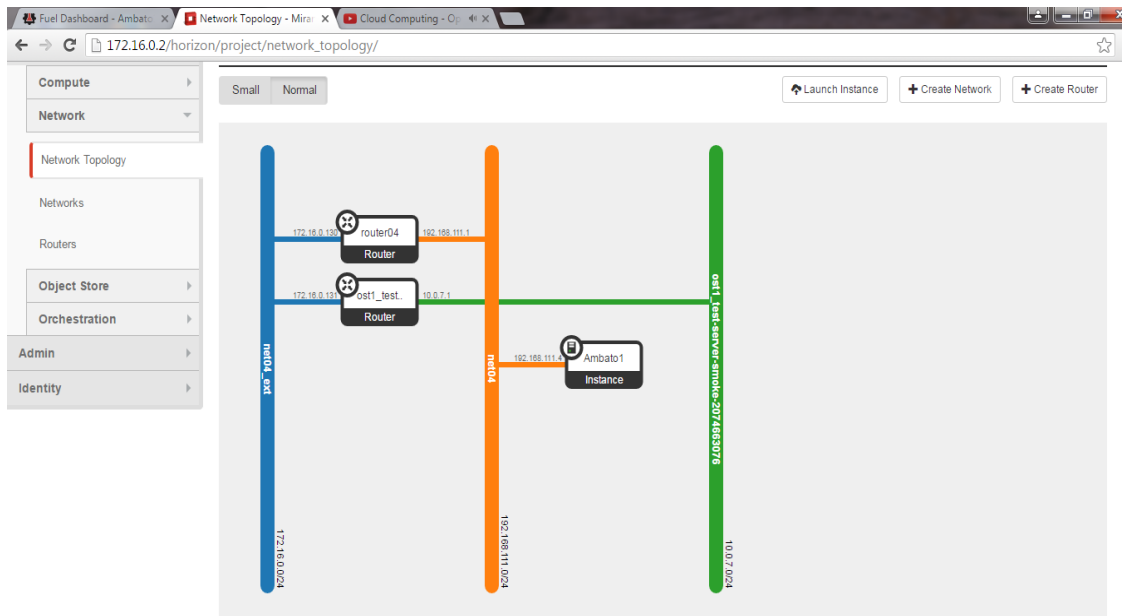 Fuel Dashboard - Ambato
Network Topology - Miran
Cloud Computing - Op
172.16.0.2/horizon/project/network_topology/
Compute
Network
Network Topology
Networks
Routers
Object Store
Orchestration
Admin
Identity
Small Normal
Launch Instance
Create Network
Create Router
172.16.0.130 router04 192.168.111.1
Router
172.16.0.131 ost1_test.. 10.0.7.1
Router
192.168.111.4 Ambato1
Instance
net04_ext
net04
ost1_test-server-smoke-2074663076
172.16.0.0/24
192.168.111.0/24
10.0.7.0/24